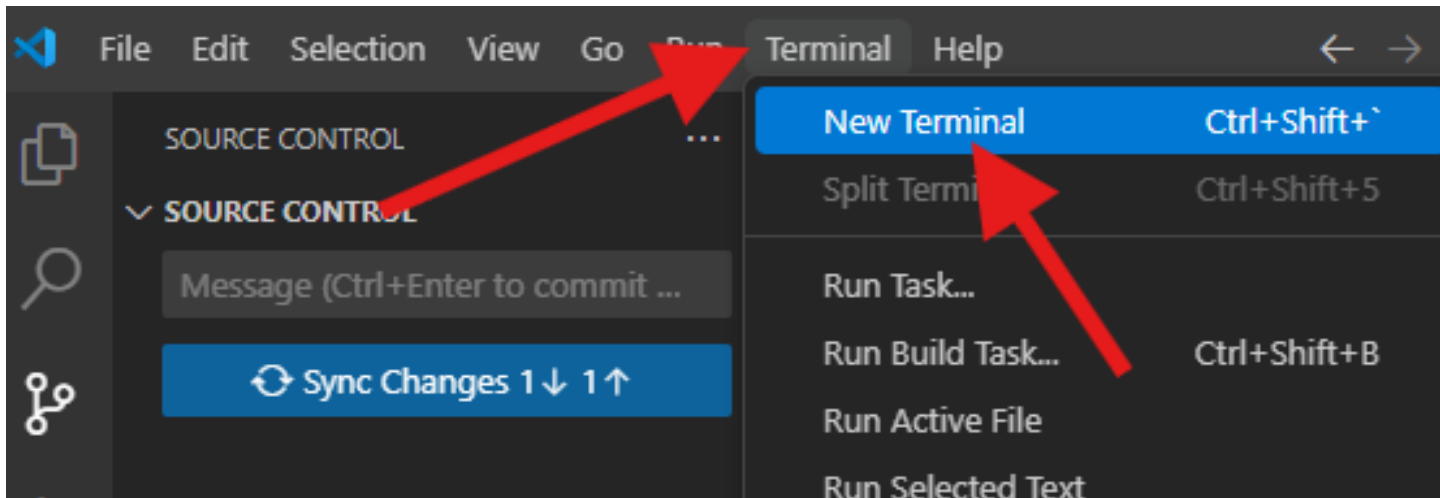 File Edit Selection View Go Run Terminal Help
SOURCE CONTROL ...
SOURCE CONTROL
Message (Ctrl+Enter to commit ...
Sync Changes 1↓ 1↑
New Terminal Ctrl+Shift+`
Split Ctrl+Shift+5
Run Task...
Run Build Task... Ctrl+Shift+B
Run Active File
Run Selected Text